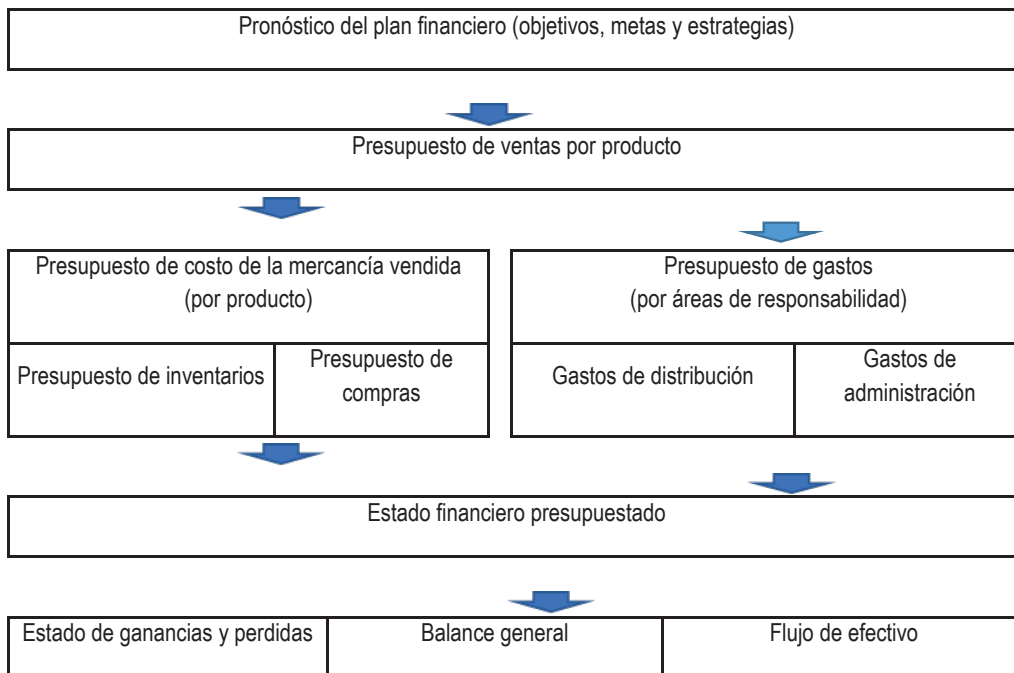 Pronóstico del plan financiero (objetivos, metas y estrategias)
Presupuesto de ventas por producto
Presupuesto de costo de la mercancía vendida
(por producto)
Presupuesto de gastos
(por áreas de responsabilidad)
Presupuesto de inventarios
Presupuesto de
compras
Gastos de distribución
Gastos de
administración
Estado financiero presupuestado
Estado de ganancias y perdidas
Balance general
Flujo de efectivo